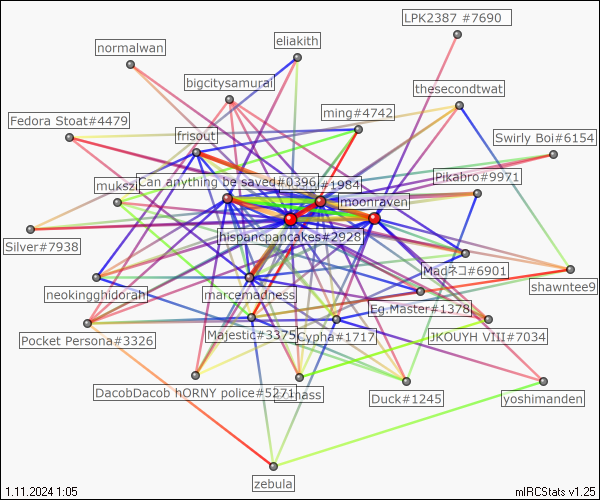 LPK2387 #7690
eliakith
normalwan
bigcitysamurai
thesecondtwat
ming#4742
Fedora Stoat#4479
frisout
Swirly Boi#6154
Pikabro#9971
Can anything be saved#0396
#1984
mukszi
moonraven
hispancpancakes#2928
Silver#7938
Madネコ#6901
shawntee9
neokingghidorah
marcemadness
Eg.Master#1378
Pocket Persona#3326
Majestic#3375
Cypha#1717
JKOUYH VIII#7034
DacobDacob hORNY police#5271
Duck#1245
yoshimanden
zebula
1.11.2024 1:05
mIRCStats v1.25